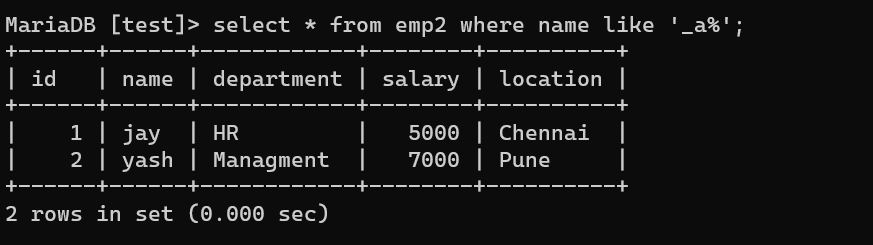 MariaDB [test]> select * from emp2 where name like '_a%';
+------+------+------------+--------+----------+
| id   | name | department | salary | location |
+------+------+------------+--------+----------+
|    1 | jay  | HR         |   5000 | Chennai  |
|    2 | yash | Managment  |   7000 | Pune     |
+------+------+------------+--------+----------+
2 rows in set (0.000 sec)